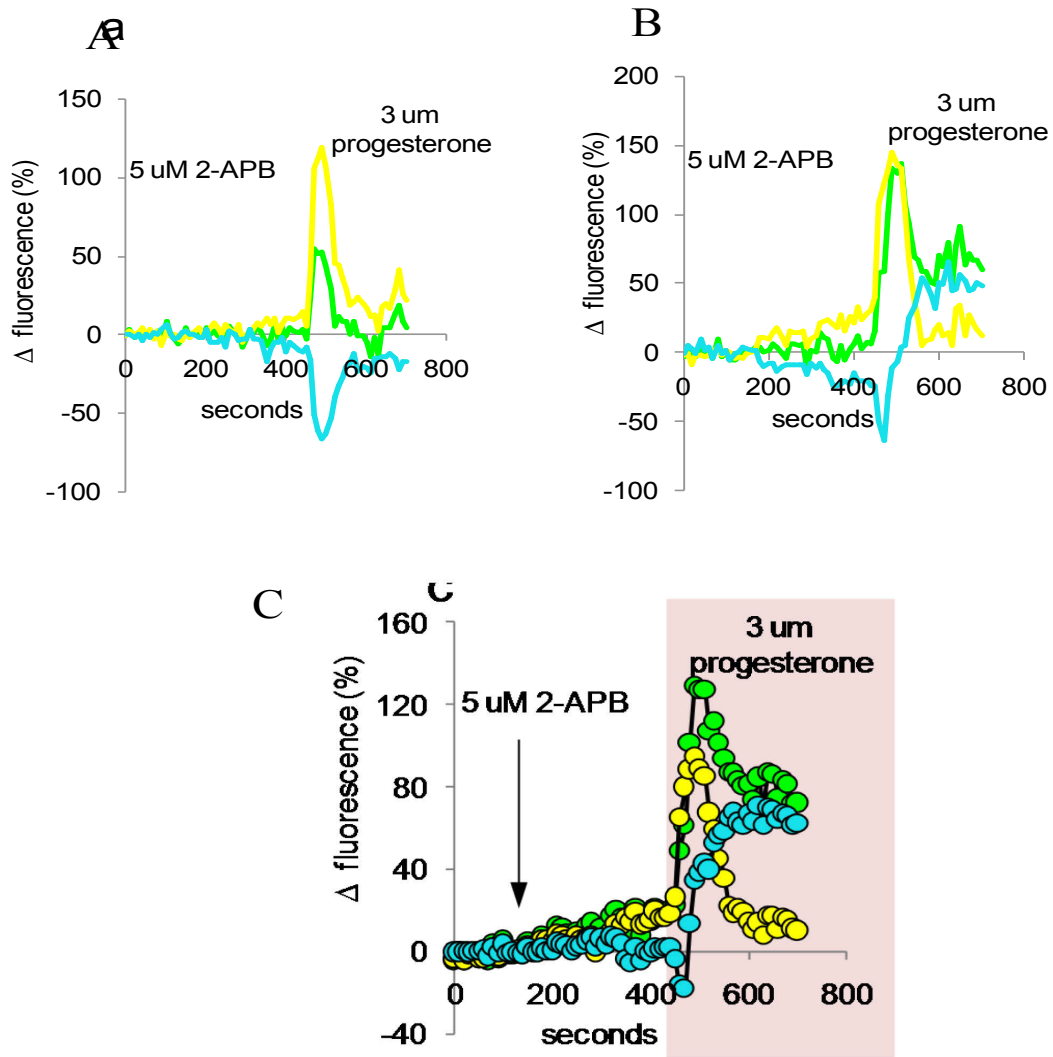 A
a
150
100
50
0
-50
-100
Δ fluorescence (%)
5 uM 2-APB
3 um
progesterone
0 200 400 600 800
seconds
B
200
150
100
50
0
-50
-100
Δ fluorescence (%)
5 uM 2-APB
3 um
progesterone
0 200 400 600 800
seconds
C
C
160
120
80
40
0
-40
Δ fluorescence (%)
5 uM 2-APB
3 um
progesterone
0 200 400 600 800
seconds